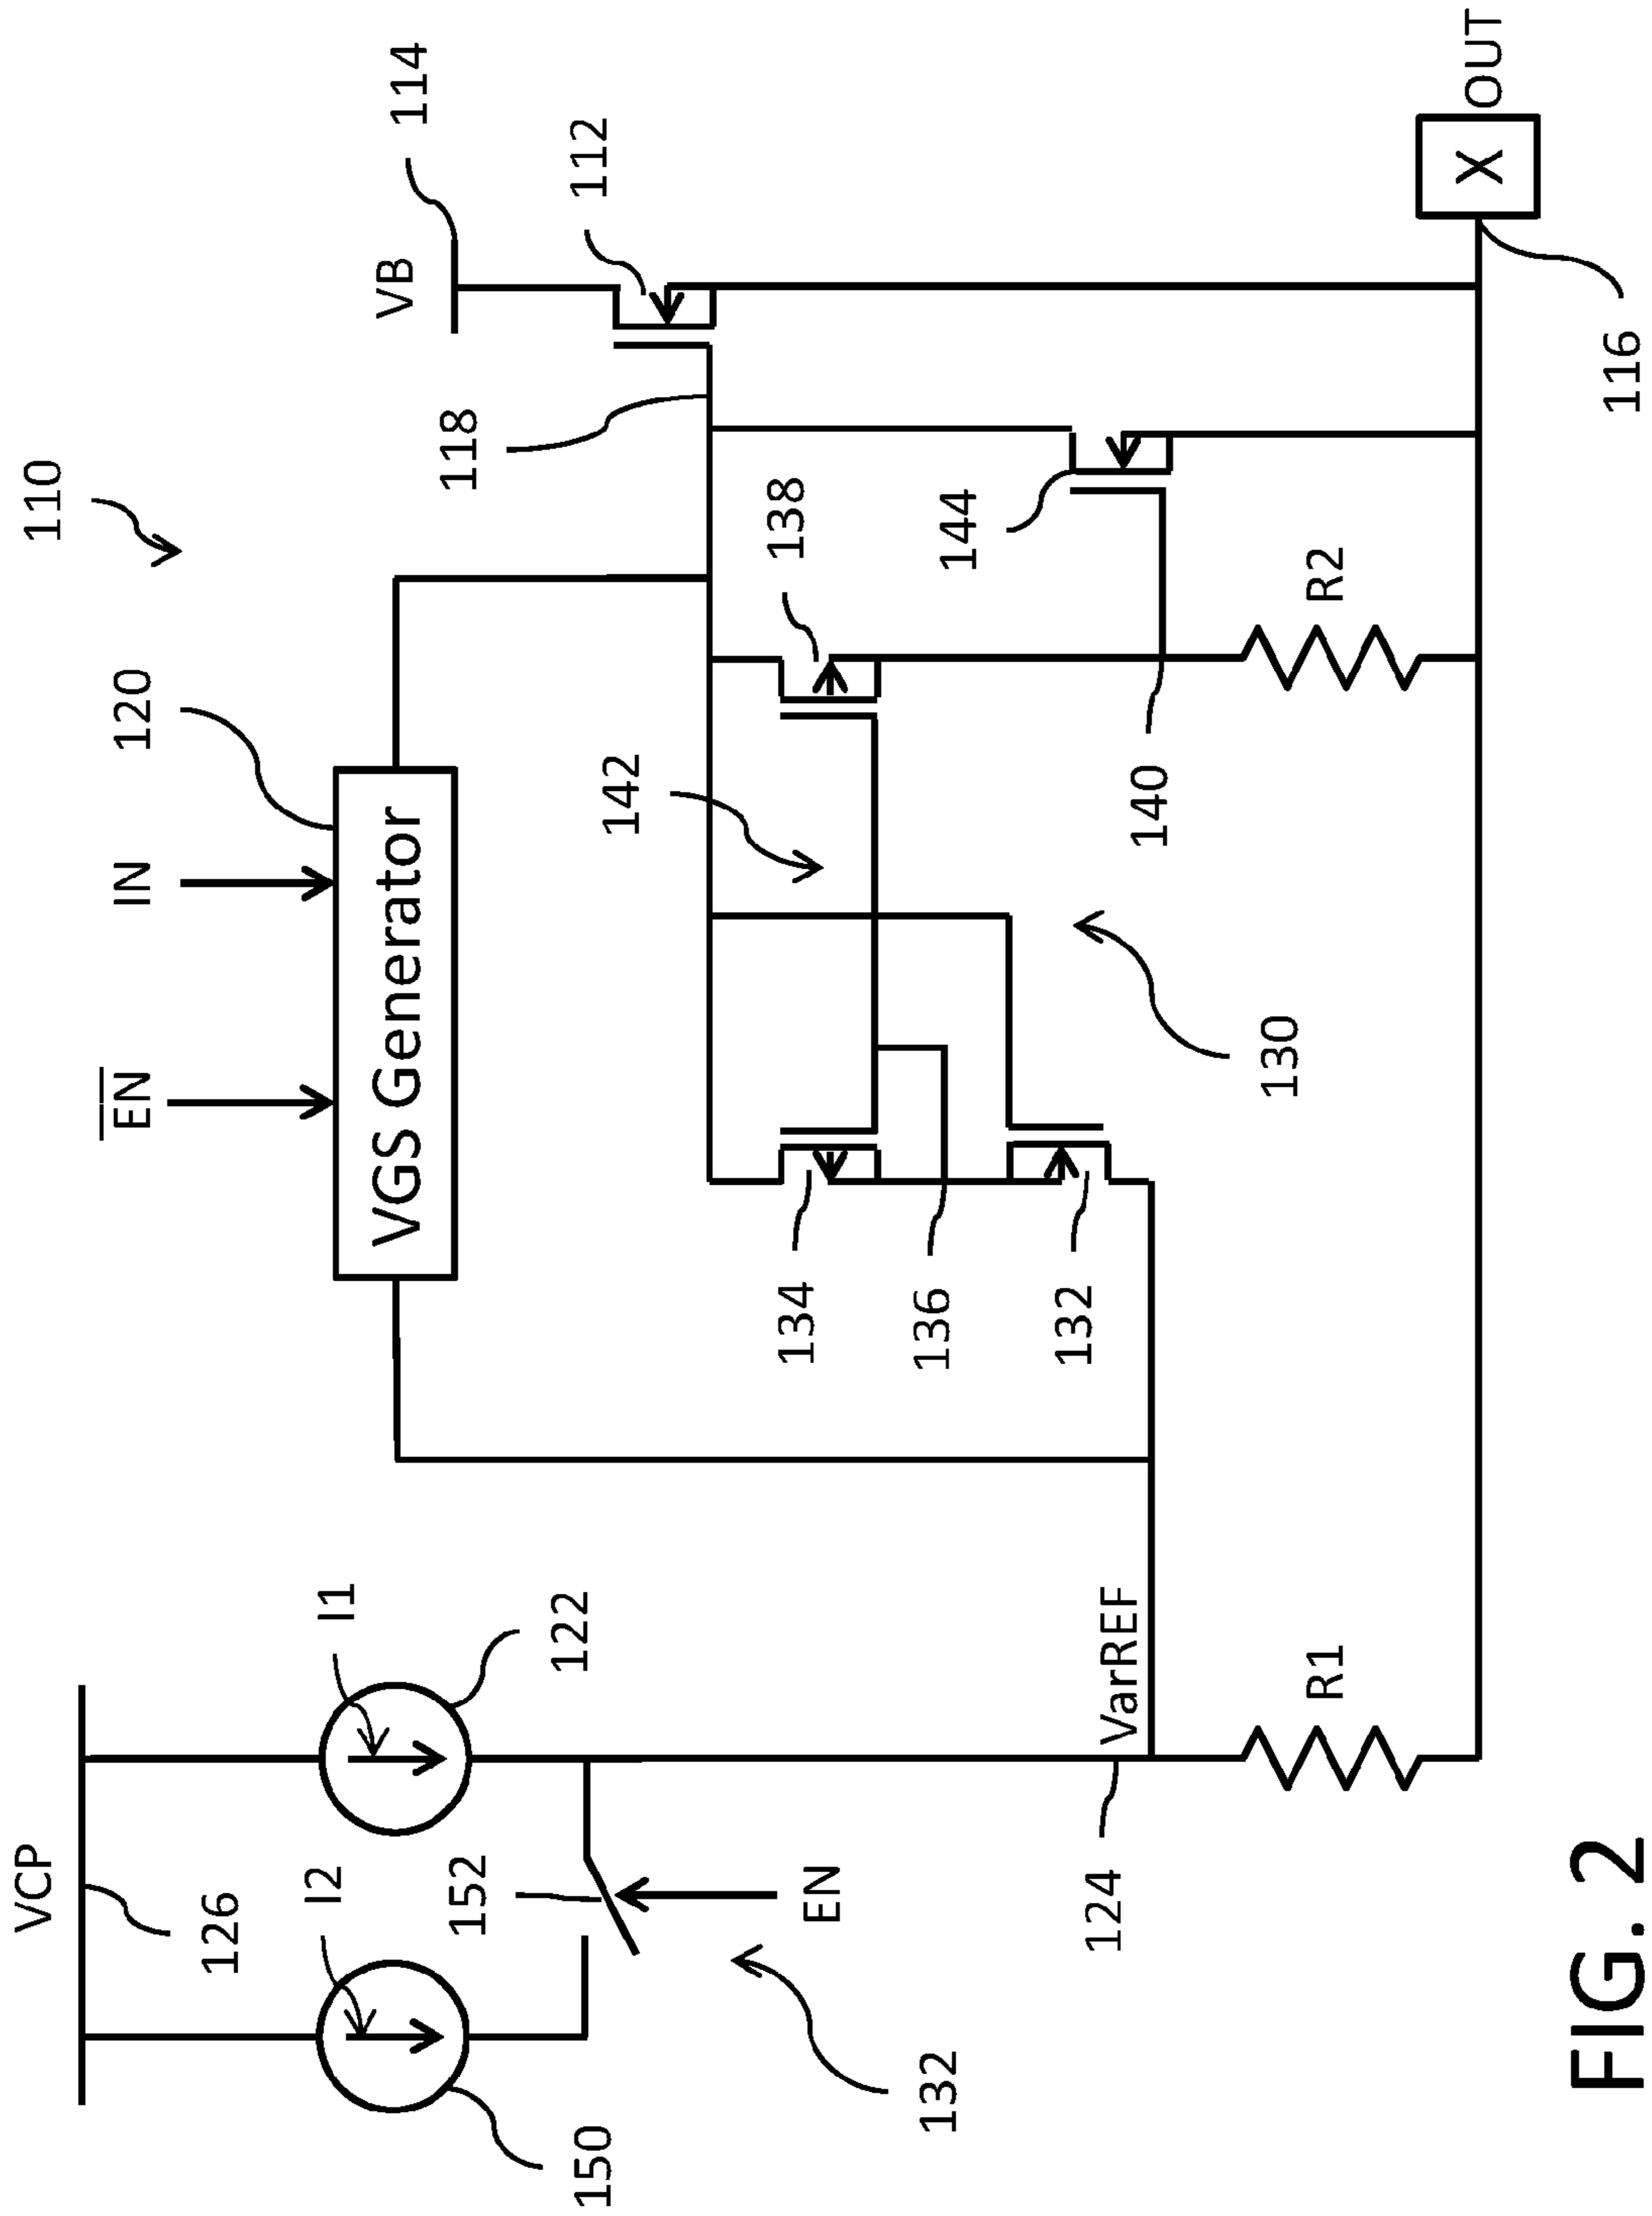 110
VB
114
112
118
120
IN
E̅N̅
VGS Generator
138
142
144
R2
140
130
134
136
132
OUT
X
116
VCP
126
I1
122
I2
150
152
EN
132
VarREF
124
R1
FIG. 2